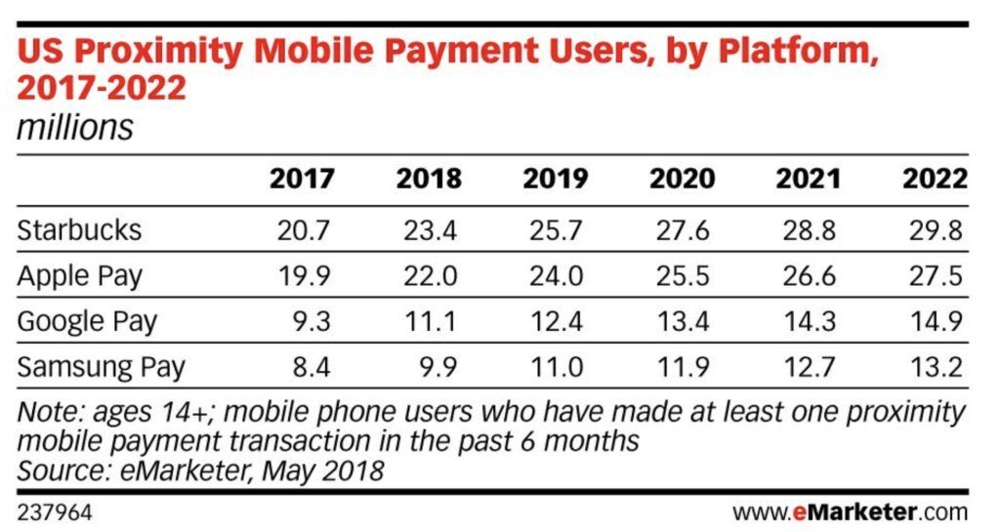 US Proximity Mobile Payment Users, by Platform,
2017-2022
millions
2017 2018 2019 2020 2021 2022
Starbucks 20.7 23.4 25.7 27.6 28.8 29.8
Apple Pay 19.9 22.0 24.0 25.5 26.6 27.5
Google Pay 9.3 11.1 12.4 13.4 14.3 14.9
Samsung Pay 8.4 9.9 11.0 11.9 12.7 13.2
Note: ages 14+; mobile phone users who have made at least one proximity
mobile payment transaction in the past 6 months
Source: eMarketer, May 2018
237964 www.eMarketer.com